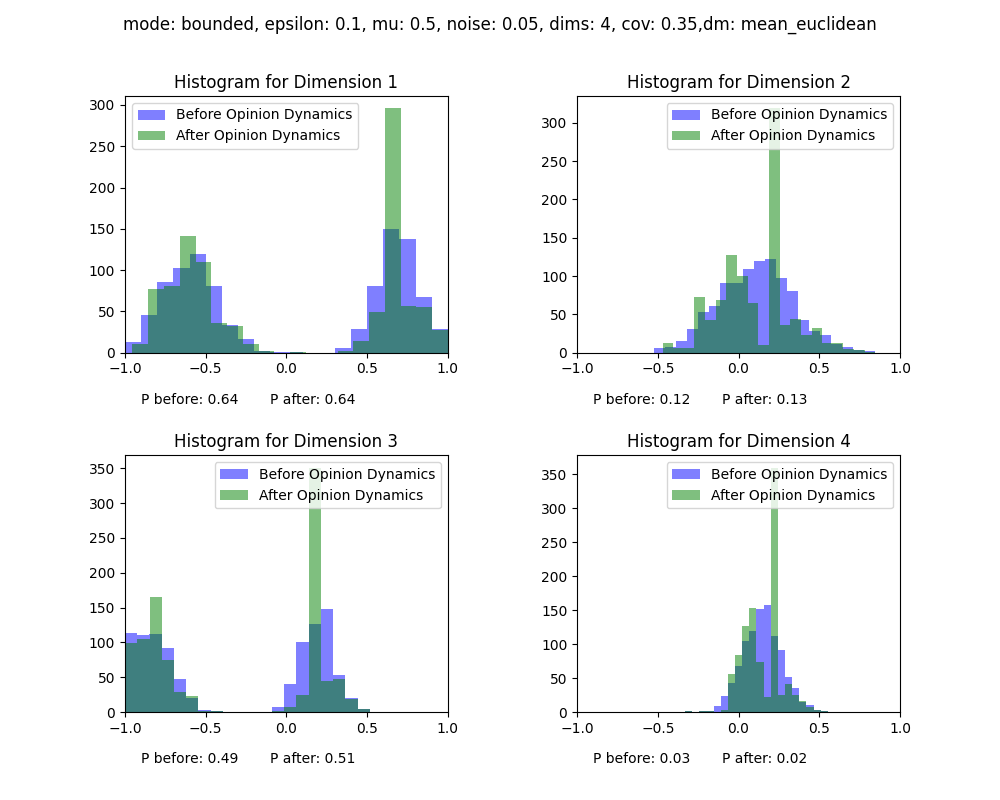 mode: bounded, epsilon: 0.1, mu: 0.5, noise: 0.05, dims: 4, cov: 0.35,dm: mean_euclidean
Histogram for Dimension 1
Before Opinion Dynamics
After Opinion Dynamics
300
250
200
150
100
50
0
−1.0 −0.5 0.0 0.5 1.0
P before: 0.64 P after: 0.64
Histogram for Dimension 2
Before Opinion Dynamics
After Opinion Dynamics
300
250
200
150
100
50
0
−1.0 −0.5 0.0 0.5 1.0
P before: 0.12 P after: 0.13
Histogram for Dimension 3
Before Opinion Dynamics
After Opinion Dynamics
350
300
250
200
150
100
50
0
−1.0 −0.5 0.0 0.5 1.0
P before: 0.49 P after: 0.51
Histogram for Dimension 4
Before Opinion Dynamics
After Opinion Dynamics
350
300
250
200
150
100
50
0
−1.0 −0.5 0.0 0.5 1.0
P before: 0.03 P after: 0.02